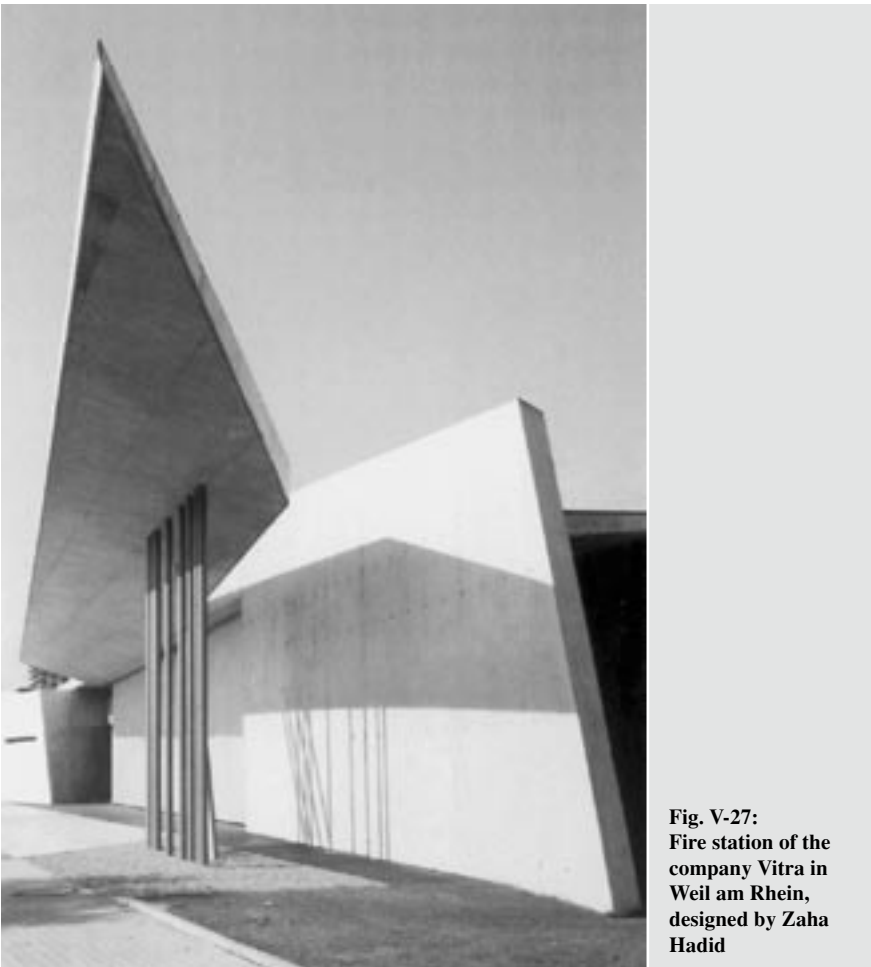 Fig. V-27:
Fire station of the
company Vitra in
Weil am Rhein,
designed by Zaha
Hadid